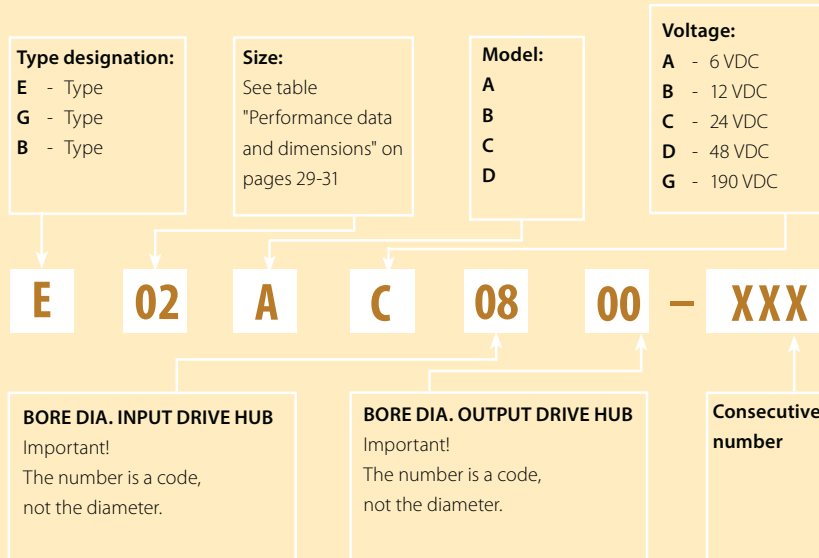 Type designation:
E - Type
G - Type
B - Type
Size:
See table
"Performance data
and dimensions" on
pages 29-31
Model:
A
B
C
D
Voltage:
A - 6 VDC
B - 12 VDC
C - 24 VDC
D - 48 VDC
G - 190 VDC
E 02 A C 08 00 – XXX
BORE DIA. INPUT DRIVE HUB
Important!
The number is a code,
not the diameter.
BORE DIA. OUTPUT DRIVE HUB
Important!
The number is a code,
not the diameter.
Consecutive
number